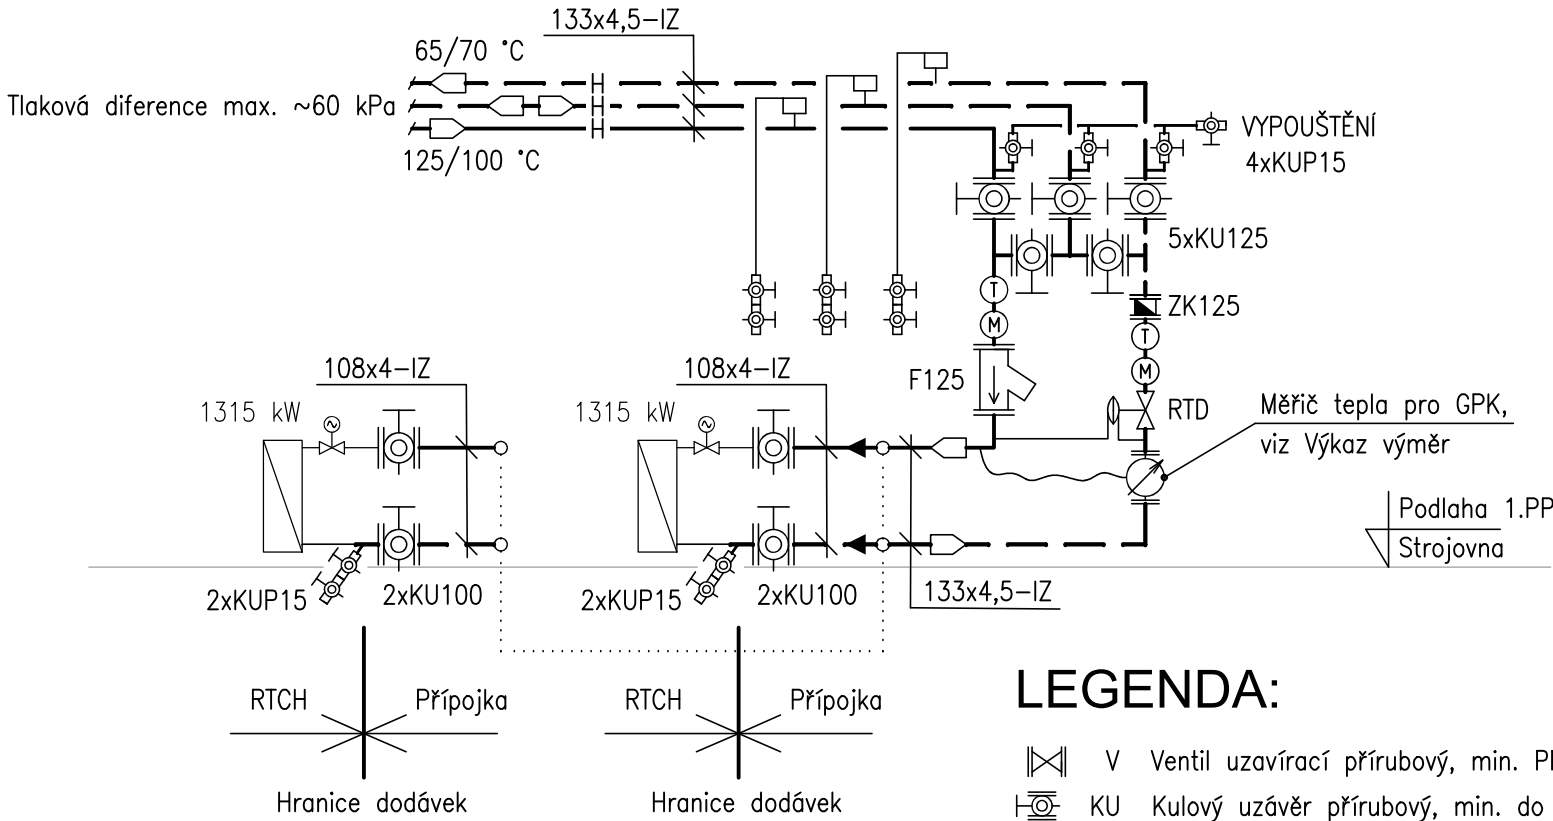 133x4,5-IZ
65/70 °C
Tlaková diference max. ~60 kPa
125/100 °C
VYPOUŠTĚNÍ
4xKUP15
5xKU125
T
M
ZK125
T
M
F125
RTD
Měřič tepla pro GPK,
viz Výkaz výměr
108x4-IZ
1315 kW
108x4-IZ
1315 kW
Podlaha 1.PP
Strojovna
2xKUP15
2xKU100
2xKUP15
2xKU100
133x4,5-IZ
RTCH
Přípojka
Hranice dodávek
RTCH
Přípojka
Hranice dodávek
LEGENDA:
V Ventil uzavírací přírubový, min.
KU Kulový uzávěr přírubový, min. do